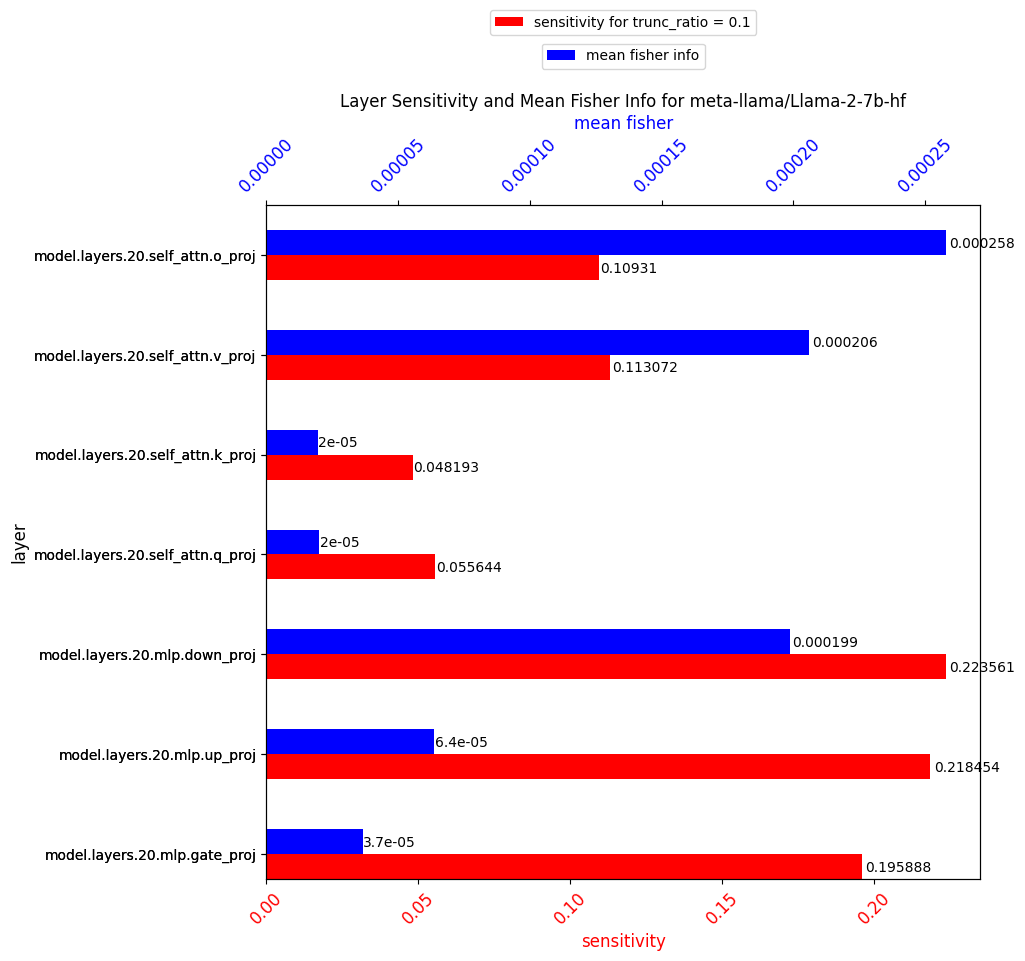 sensitivity for trunc_ratio = 0.1
mean fisher info
Layer Sensitivity and Mean Fisher Info for meta-llama/Llama-2-7b-hf
mean fisher
0.00000 0.00005 0.00010 0.00015 0.00020 0.00025
model.layers.20.self_attn.o_proj 0.000258
0.10931
model.layers.20.self_attn.v_proj 0.000206
0.113072
model.layers.20.self_attn.k_proj 2e-05
0.048193
layer
model.layers.20.self_attn.q_proj 2e-05
0.055644
model.layers.20.mlp.down_proj 0.000199
0.223561
model.layers.20.mlp.up_proj 6.4e-05
0.218454
model.layers.20.mlp.gate_proj 3.7e-05
0.195888
0.00 0.05 0.10 0.15 0.20
sensitivity